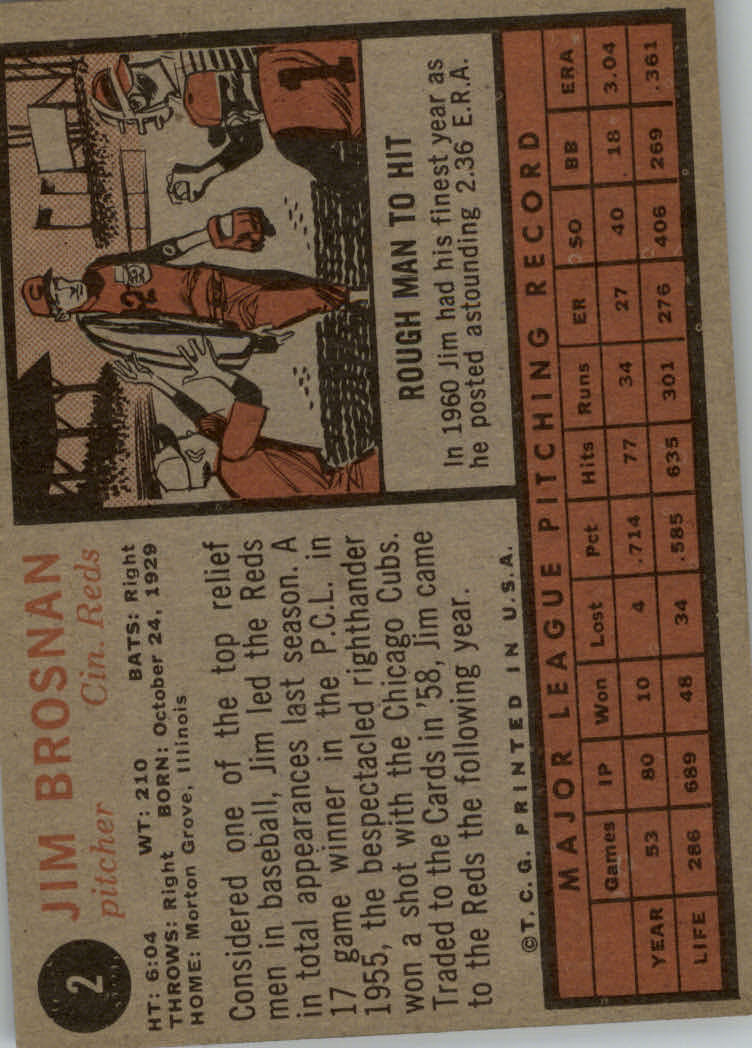 2
JIM BROSNAN
pitcher Cin. Reds
HT: 6:04 WT: 210 BATS: Right
THROWS: Right BORN: October 24, 1929
HOME: Morton Grove, Illinois
Considered one of the top relief
men in baseball, Jim led the Reds
in total appearances last season. A
17 game winner in the P.C.L. in
1955, the bespectacled righthander
won a shot with the Chicago Cubs.
Traded to the Cards in '58, Jim came
to the Reds the following year.
©T. C. G. PRINTED IN U.S.A.
C
1
ROUGH MAN TO HIT
In 1960 Jim had his finest year as
he posted astounding 2.36 E.R.A.
MAJOR LEAGUE PITCHING RECORD
Games IP Won Lost Pct Hits Runs ER SO BB ERA
YEAR 53 80 10 4 .714 77 34 27 40 18 3.04
LIFE 286 689 48 34 .585 635 301 276 406 269 .361